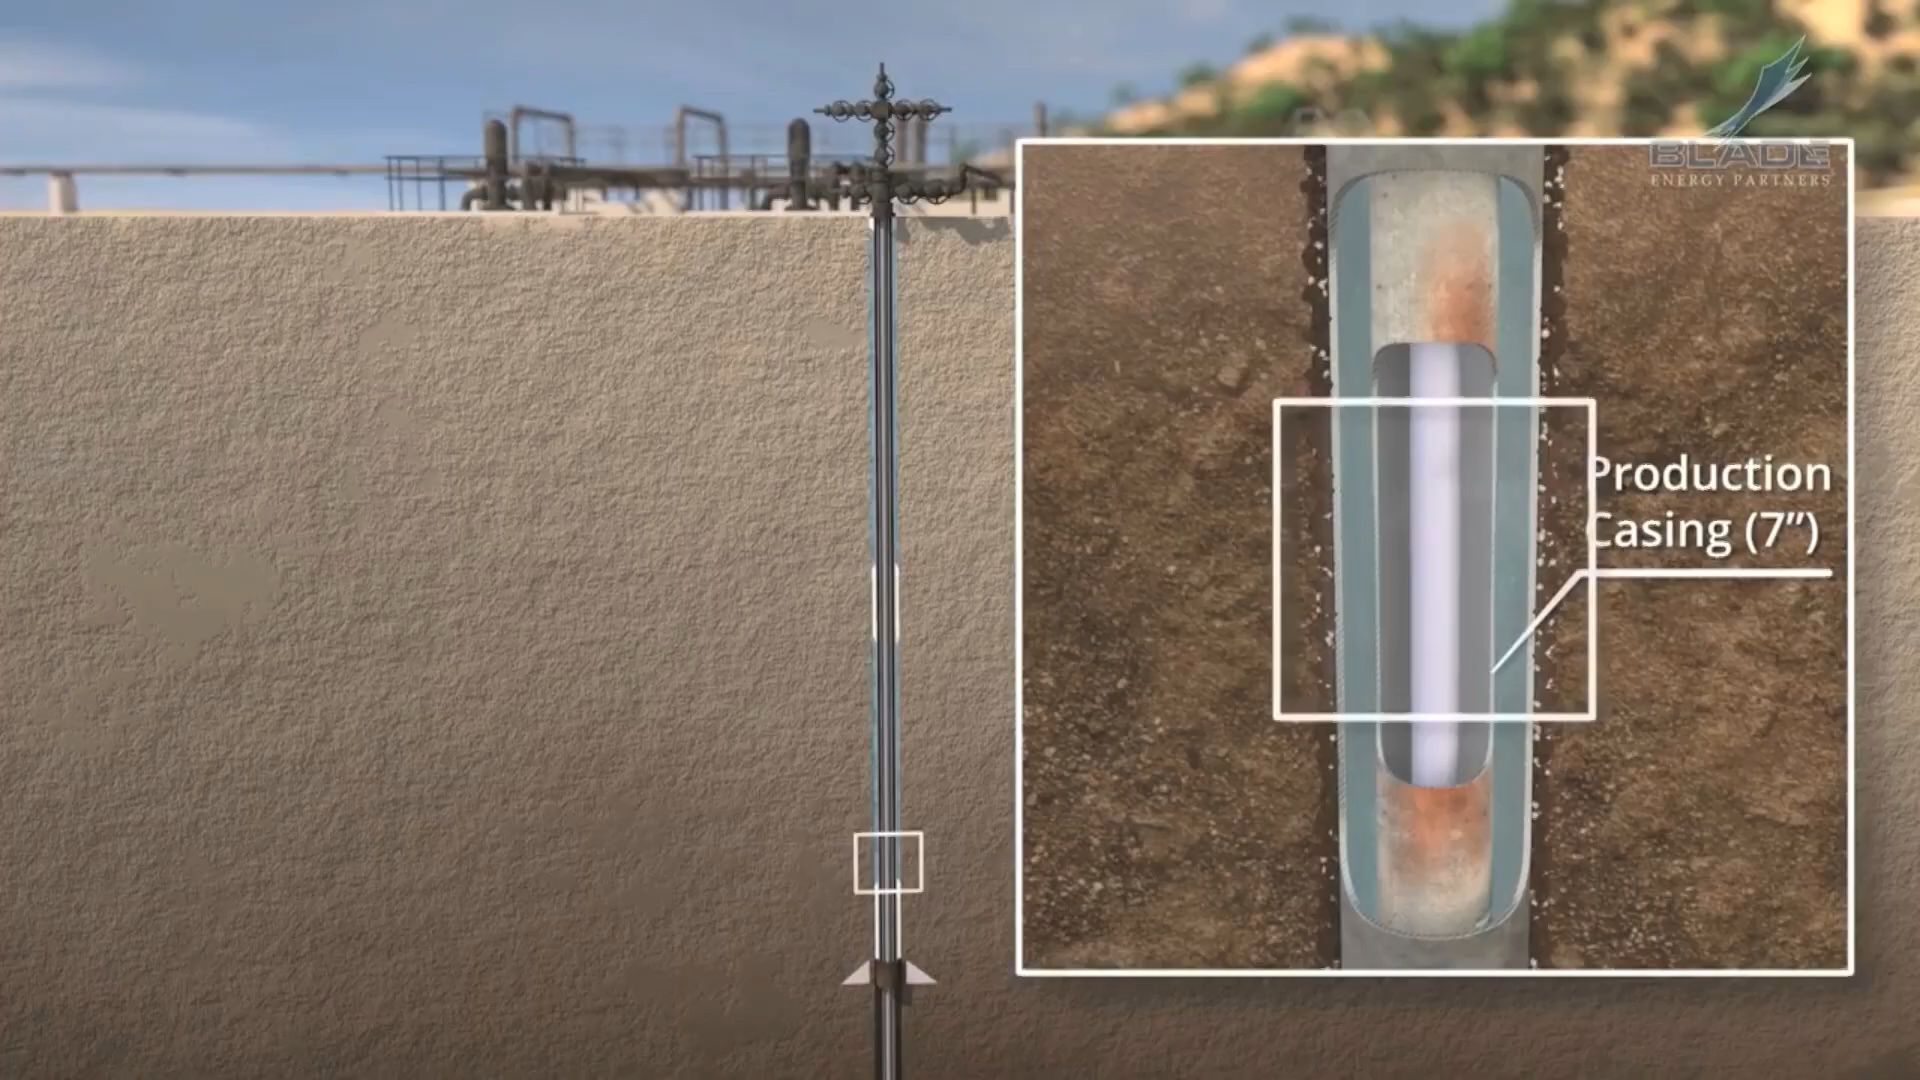 BLADE
ENERGY PARTNERS
Production
Casing (7”)